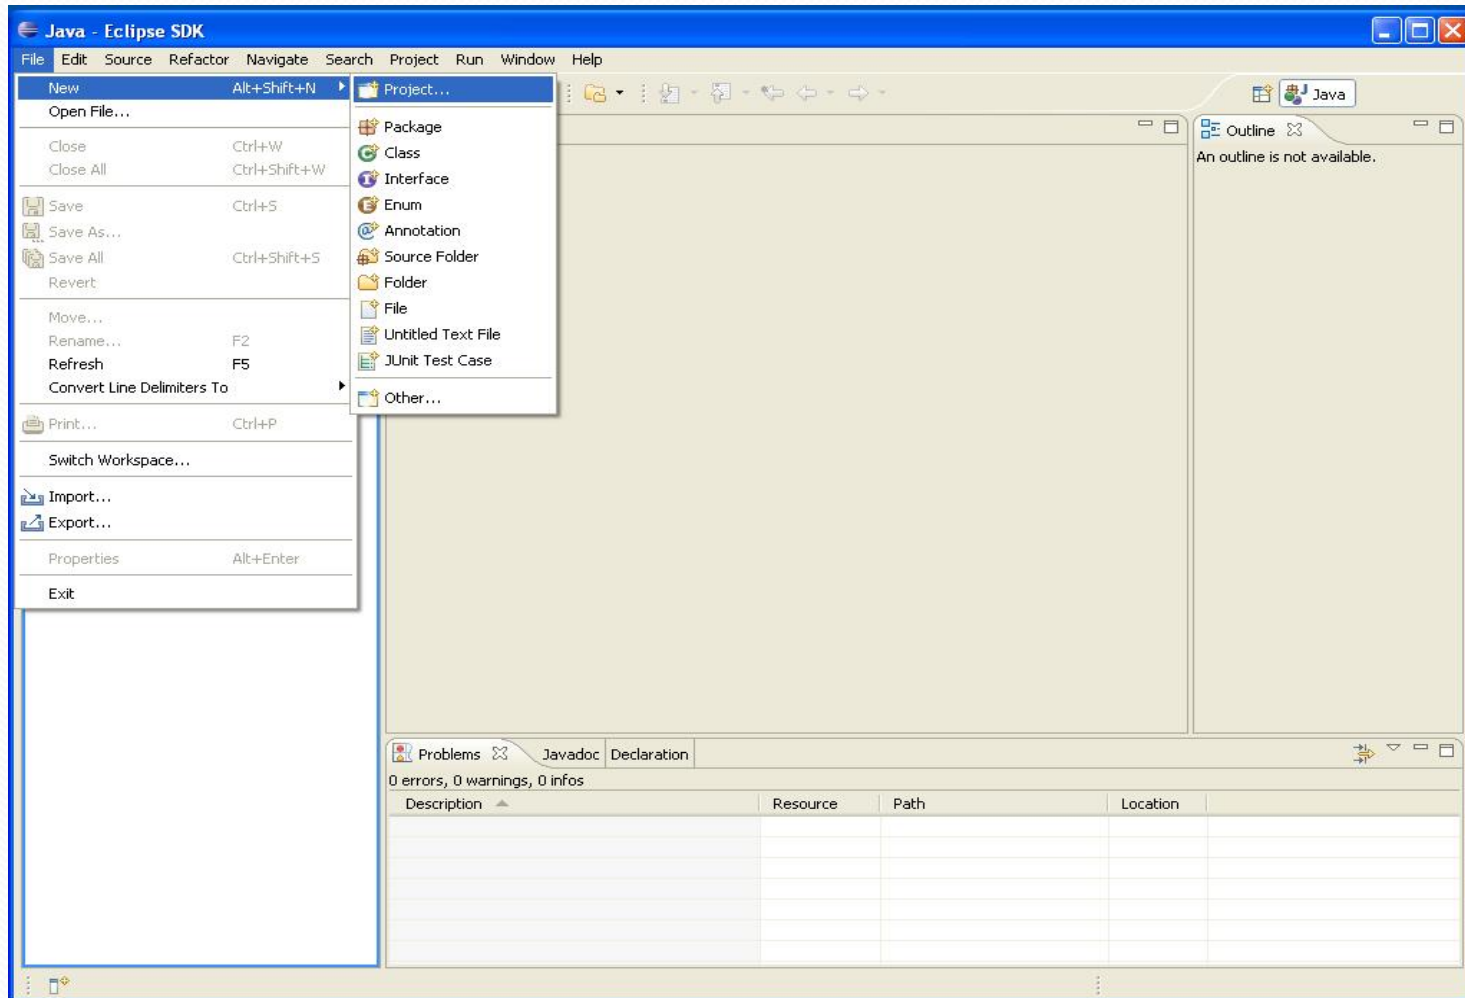 Java - Eclipse SDK
File Edit Source Refactor Navigate Search Project Run Window Help
New Alt+Shift+N
Open File...
Close Ctrl+W
Close All Ctrl+Shift+W
Save Ctrl+S
Save As...
Save All Ctrl+Shift+S
Revert
Move...
Rename... F2
Refresh F5
Convert Line Delimiters To
Print... Ctrl+P
Switch Workspace...
Import...
Export...
Properties Alt+Enter
Exit
Project...
Package
Class
Interface
Enum
Annotation
Source Folder
Folder
File
Untitled Text File
JUnit Test Case
Other...
Java
Outline
An outline is not available.
Problems Javadoc Declaration
0 errors, 0 warnings, 0 infos
Description Resource Path Location